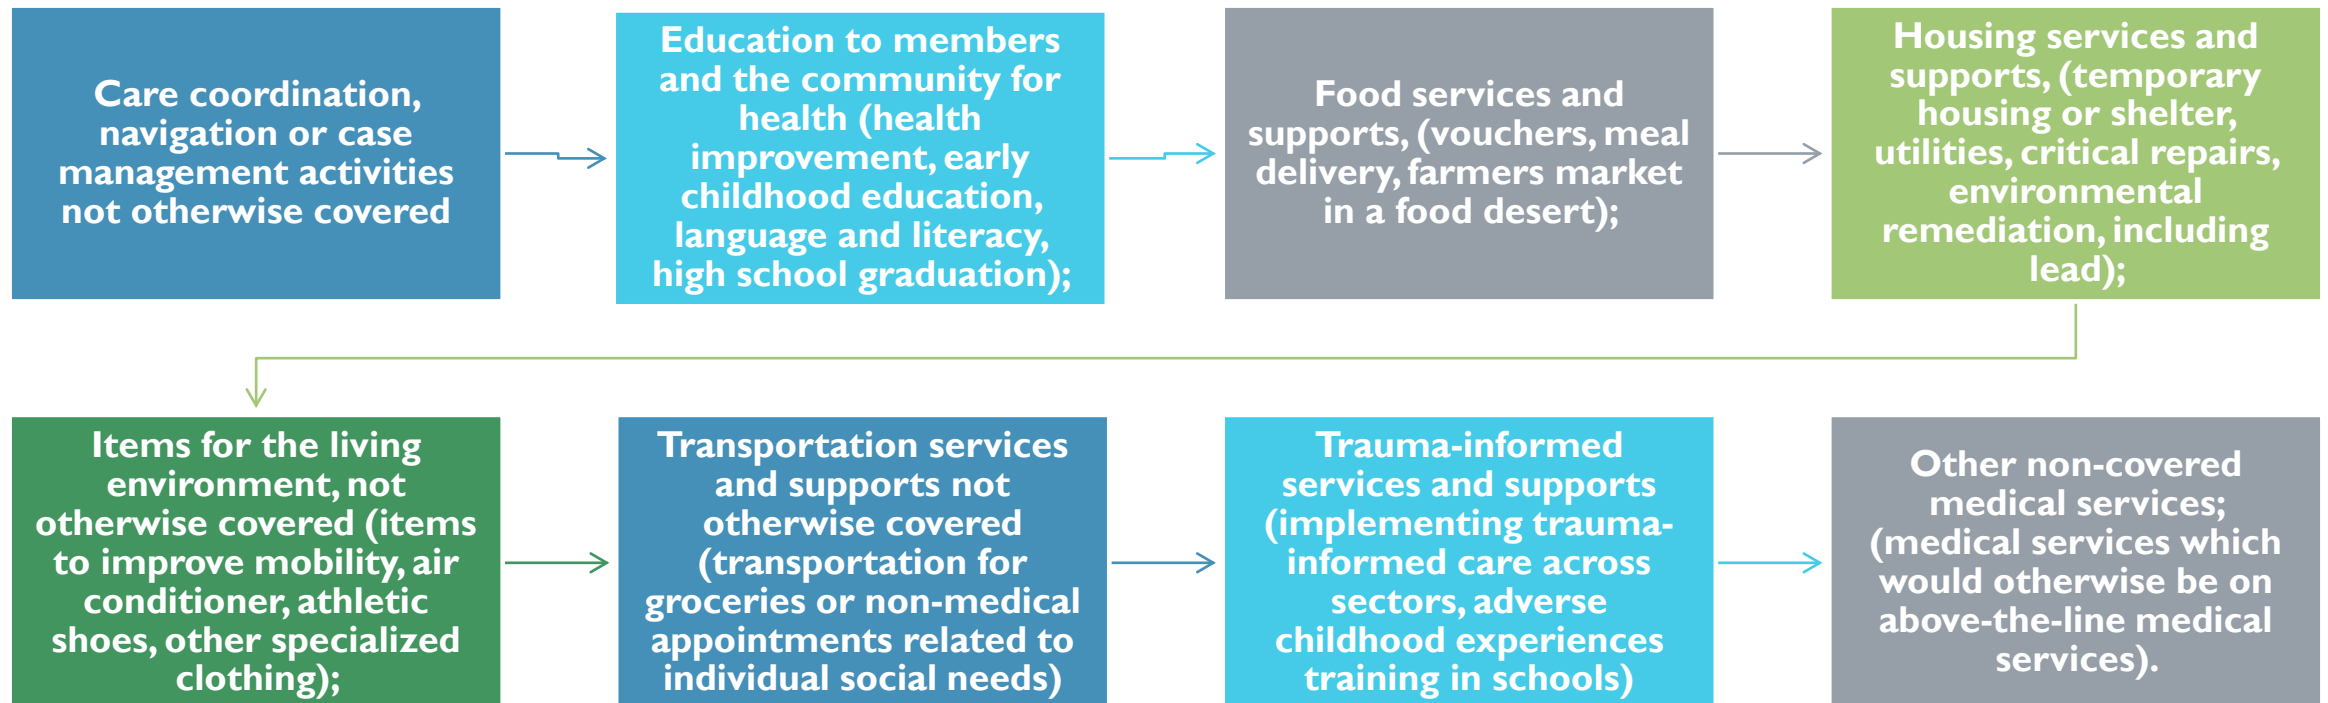 Care coordination,
navigation or case
management activities
not otherwise covered
Education to members
and the community for
health (health
improvement, early
childhood education,
language and literacy,
high school graduation);
Food services and
supports, (vouchers, meal
delivery, farmers market
in a food desert);
Housing services and
supports, (temporary
housing or shelter,
utilities, critical repairs,
environmental
remediation, including
lead);
Items for the living
environment, not
otherwise covered (items
to improve mobility, air
conditioner, athletic
shoes, other specialized
clothing);
Transportation services
and supports not
otherwise covered
(transportation for
groceries or non-medical
appointments related to
individual social needs)
Trauma-informed
services and supports
(implementing trauma-
informed care across
sectors, adverse
childhood experiences
training in schools)
Other non-covered
medical services;
(medical services which
would otherwise be on
above-the-line medical
services).